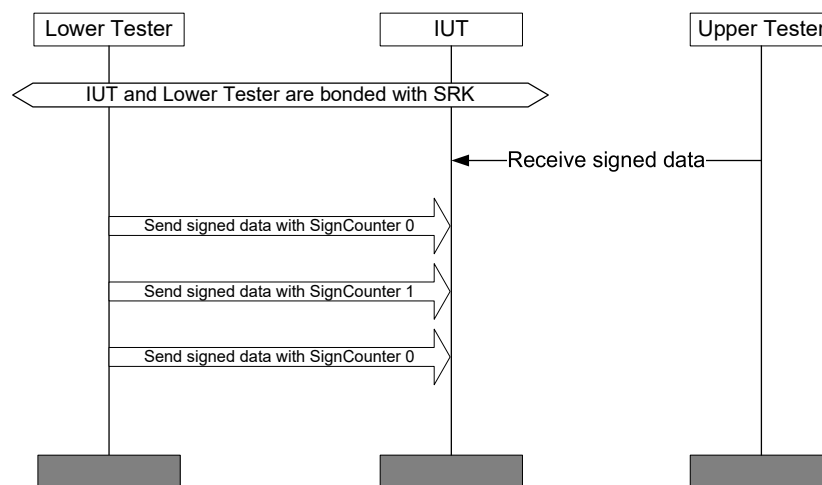 Lower Tester
IUT
Upper Tester
IUT and Lower Tester are bonded with SRK
Receive signed data
Send signed data with SignCounter 0
Send signed data with SignCounter 1
Send signed data with SignCounter 0